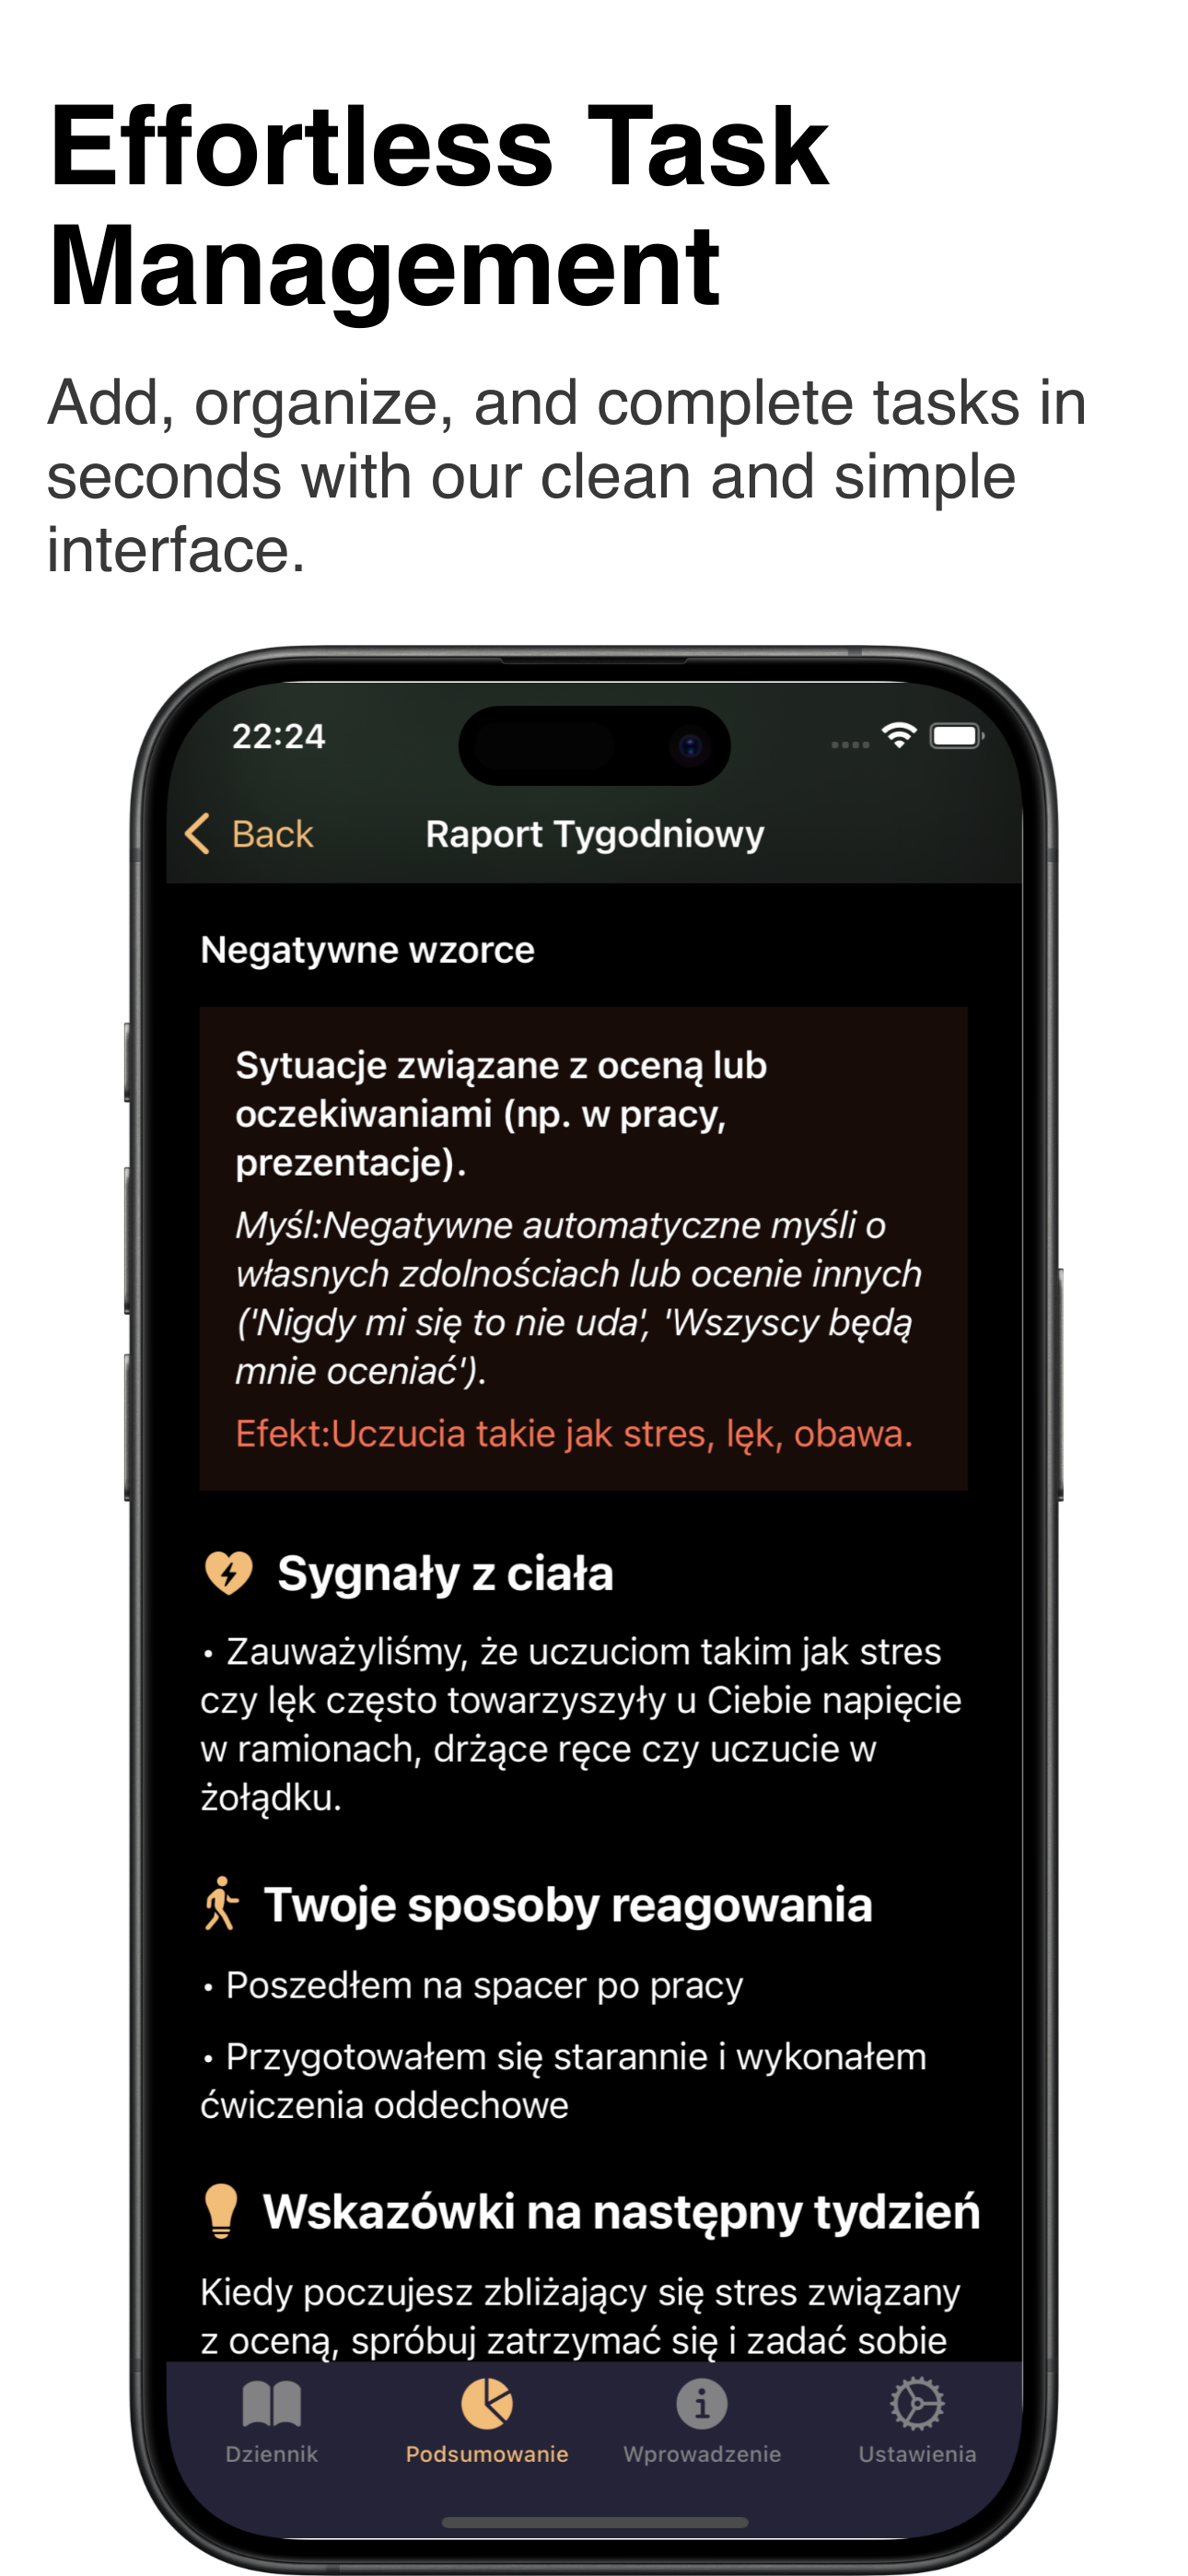 Effortless Task
Management
Add, organize, and complete tasks in
seconds with our clean and simple
interface.
22:24
Back
Raport Tygodniowy
Negatywne wzorce
Sytuacje związane z oceną lub
oczekiwaniami (np. w pracy,
prezentacje).
Myśl:Negatywne automatyczne myśli o
własnych zdolnościach lub ocenie innych
('Nigdy mi się to nie uda', 'Wszyscy będą
mnie oceniać').
Efekt:Uczucia takie jak stres, lęk, obawa.
Sygnały z ciała
• Zauważyliśmy, że uczuciom takim jak stres
czy lęk często towarzyszyły u Ciebie napięcie
w ramionach, drżące ręce czy uczucie w
żołądku.
Twoje sposoby reagowania
• Poszedłem na spacer po pracy
• Przygotowałem się starannie i wykonałem
ćwiczenia oddechowe
Wskazówki na następny tydzień
Kiedy poczujesz zbliżający się stres związany
z oceną, spróbuj zatrzymać się i zadać sobie
Dziennik
Podsumowanie
Wprowadzenie
Ustawienia